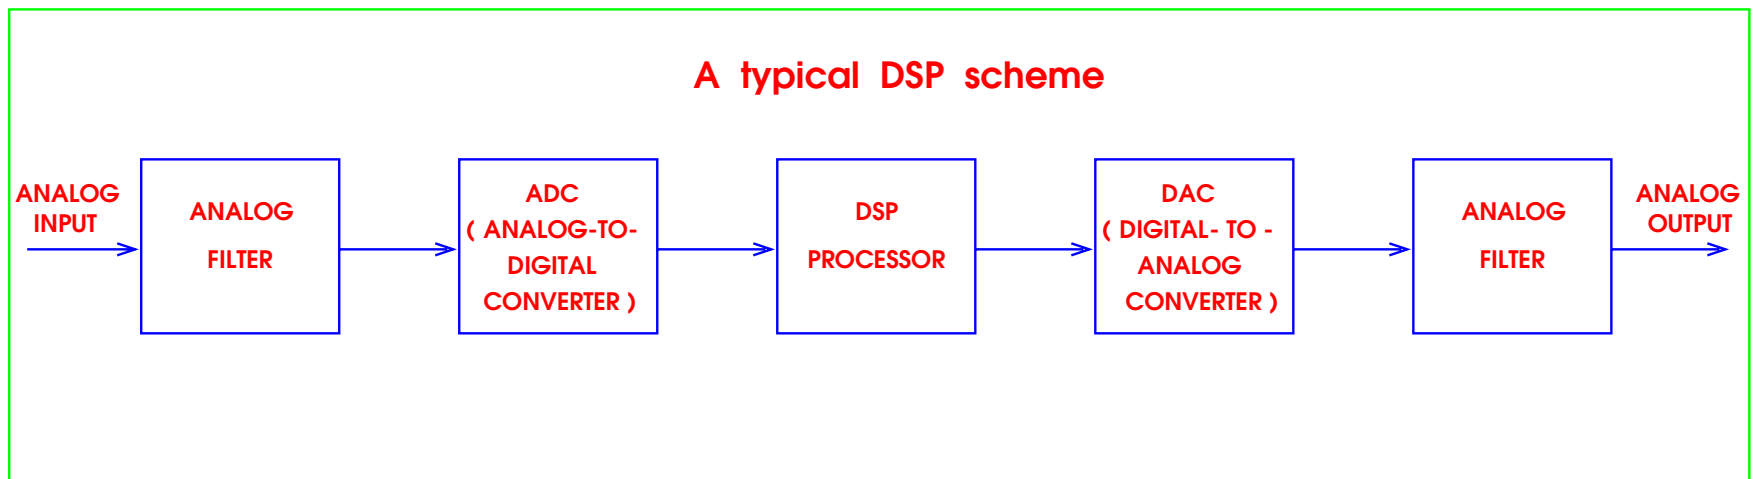 A typical DSP scheme
ANALOG
INPUT
ANALOG
FILTER
ADC
( ANALOG-TO-
DIGITAL
CONVERTER )
DSP
PROCESSOR
DAC
( DIGITAL- TO -
ANALOG
CONVERTER )
ANALOG
FILTER
ANALOG
OUTPUT